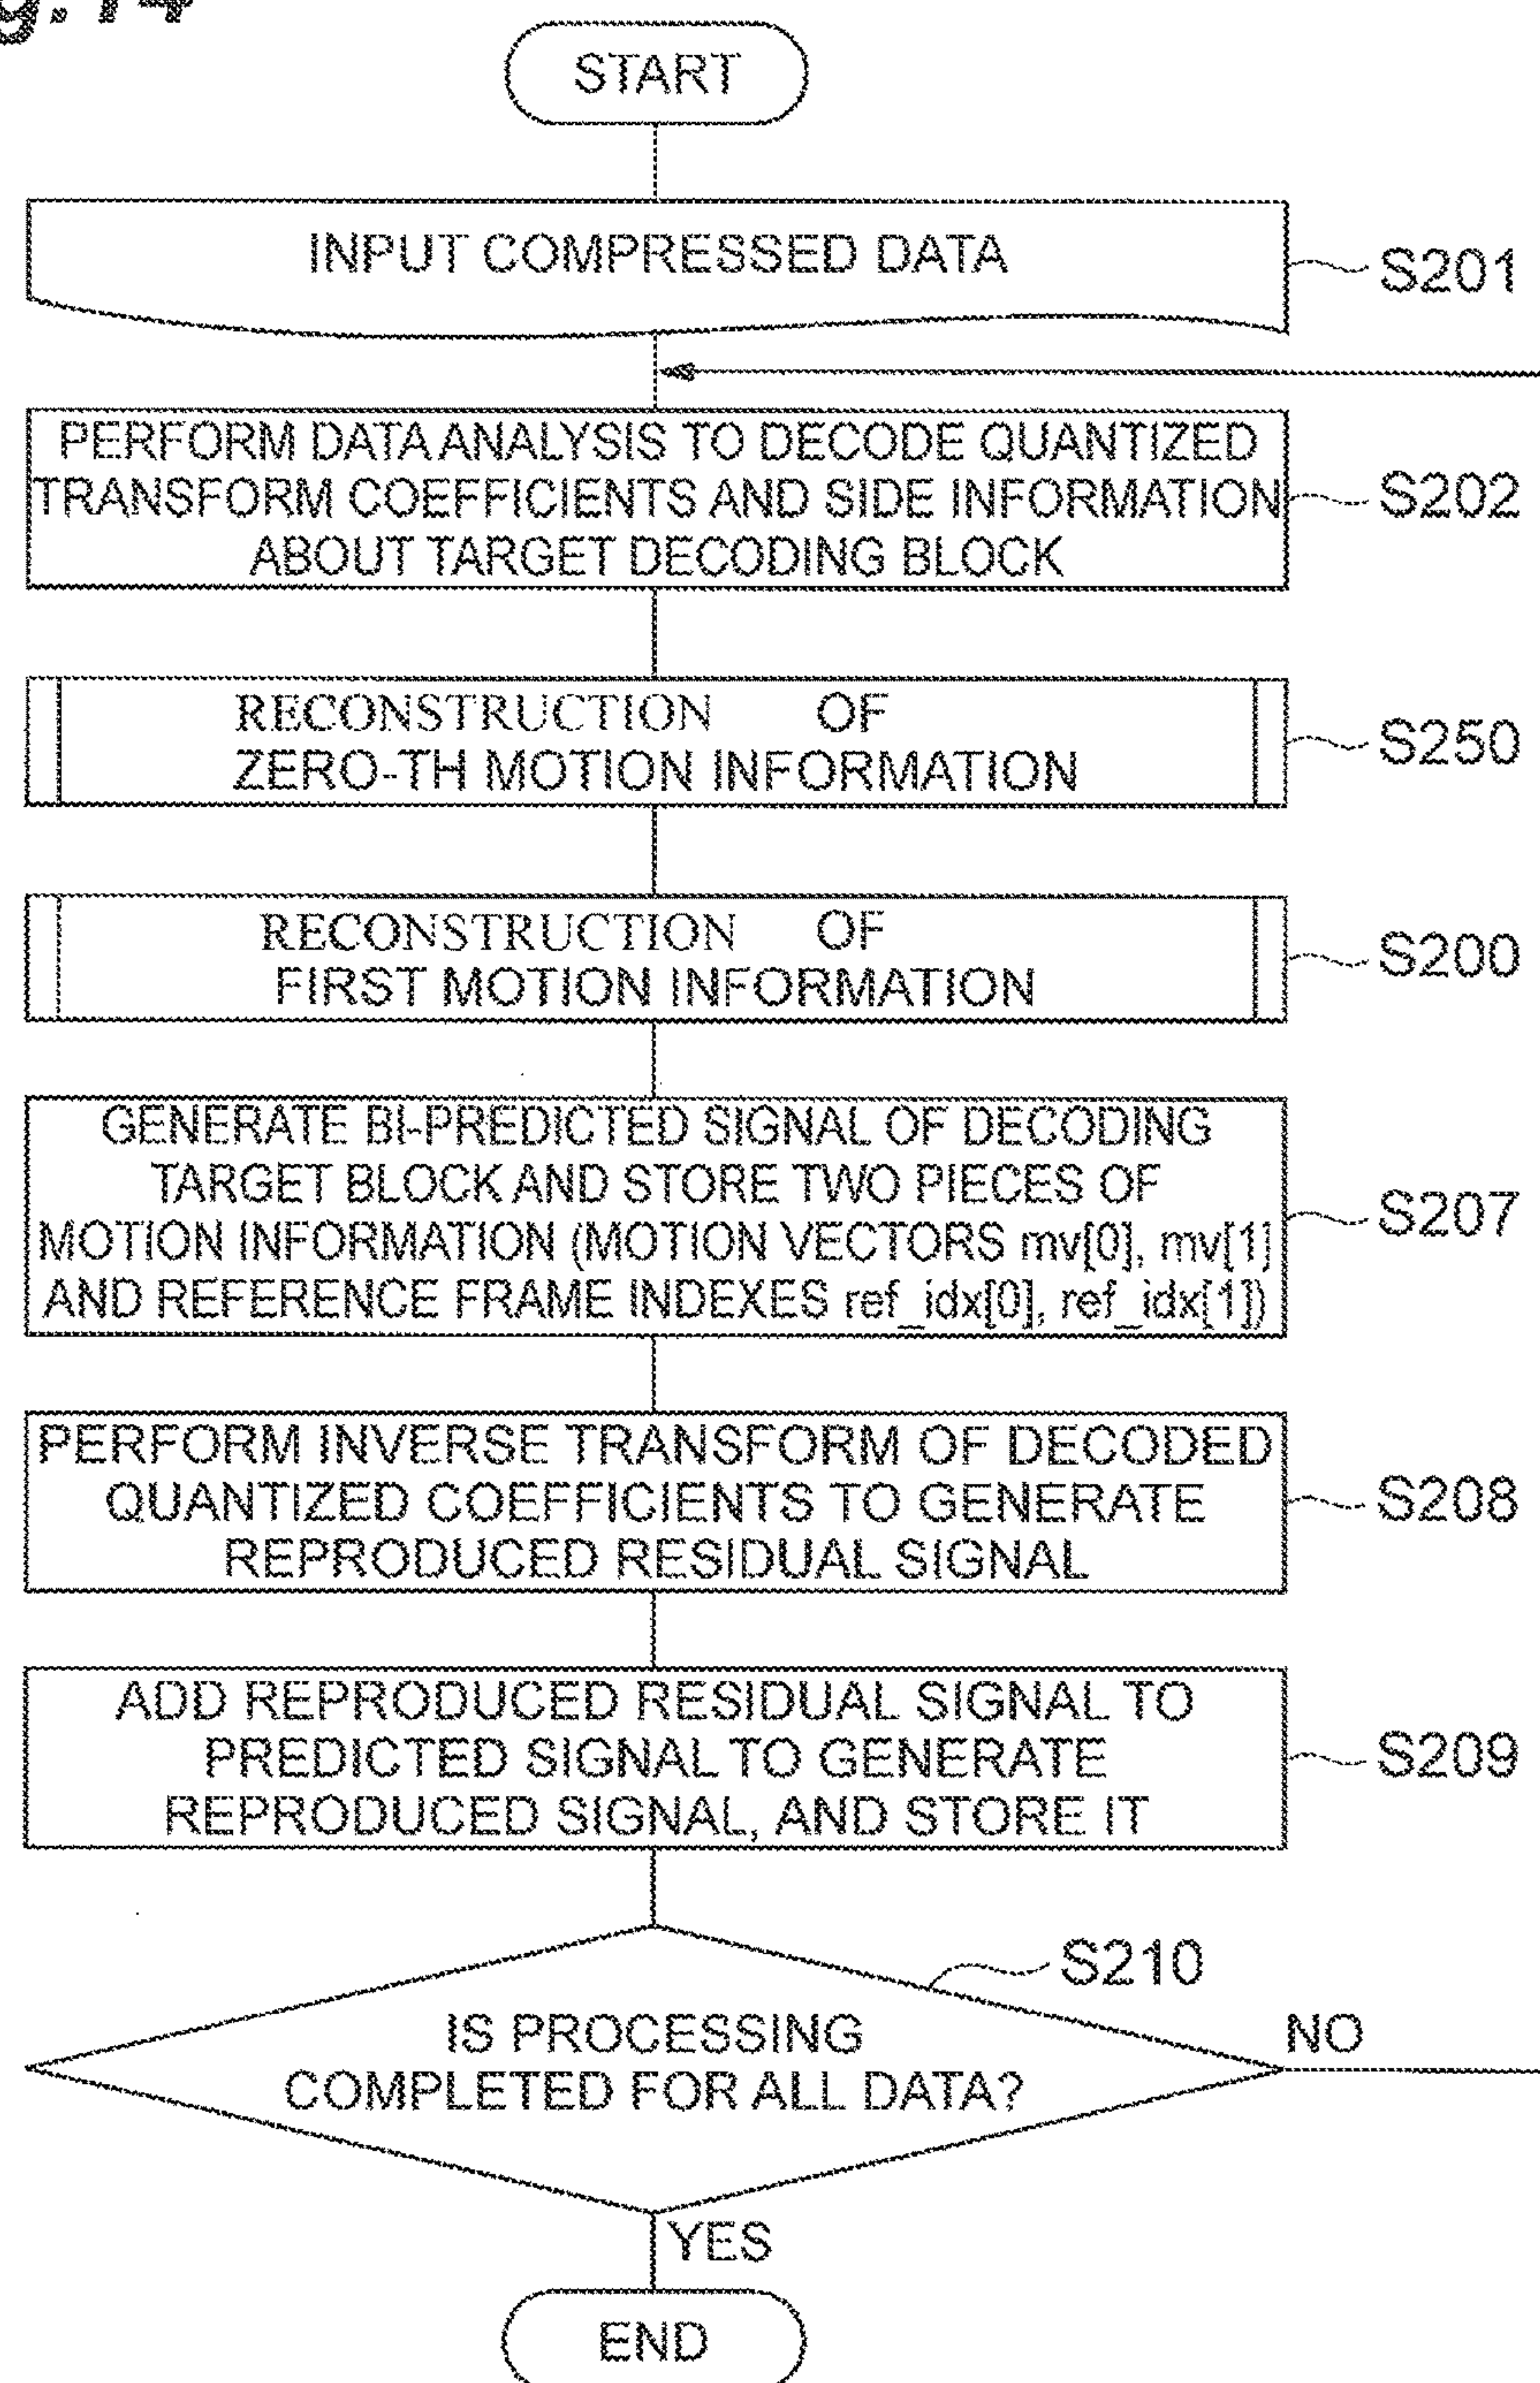 g. 14
START
INPUT COMPRESSED DATA
S201
PERFORM DATA ANALYSIS TO DECODE QUANTIZED
TRANSFORM COEFFICIENTS AND SIDE INFORMATION
ABOUT TARGET DECODING BLOCK
S202
RECONSTRUCTION OF
ZERO-TH MOTION INFORMATION
S250
RECONSTRUCTION OF
FIRST MOTION INFORMATION
S200
GENERATE BI-PREDICTED SIGNAL OF DECODING
TARGET BLOCK AND STORE TWO PIECES OF
MOTION INFORMATION (MOTION VECTORS mv[0], mv[1]
AND REFERENCE FRAME INDEXES ref_idx[0], ref_idx[1])
S207
PERFORM INVERSE TRANSFORM OF DECODED
QUANTIZED COEFFICIENTS TO GENERATE
REPRODUCED RESIDUAL SIGNAL
S208
ADD REPRODUCED RESIDUAL SIGNAL TO
PREDICTED SIGNAL TO GENERATE
REPRODUCED SIGNAL, AND STORE IT
S209
S210
IS PROCESSING
COMPLETED FOR ALL DATA?
NO
YES
END